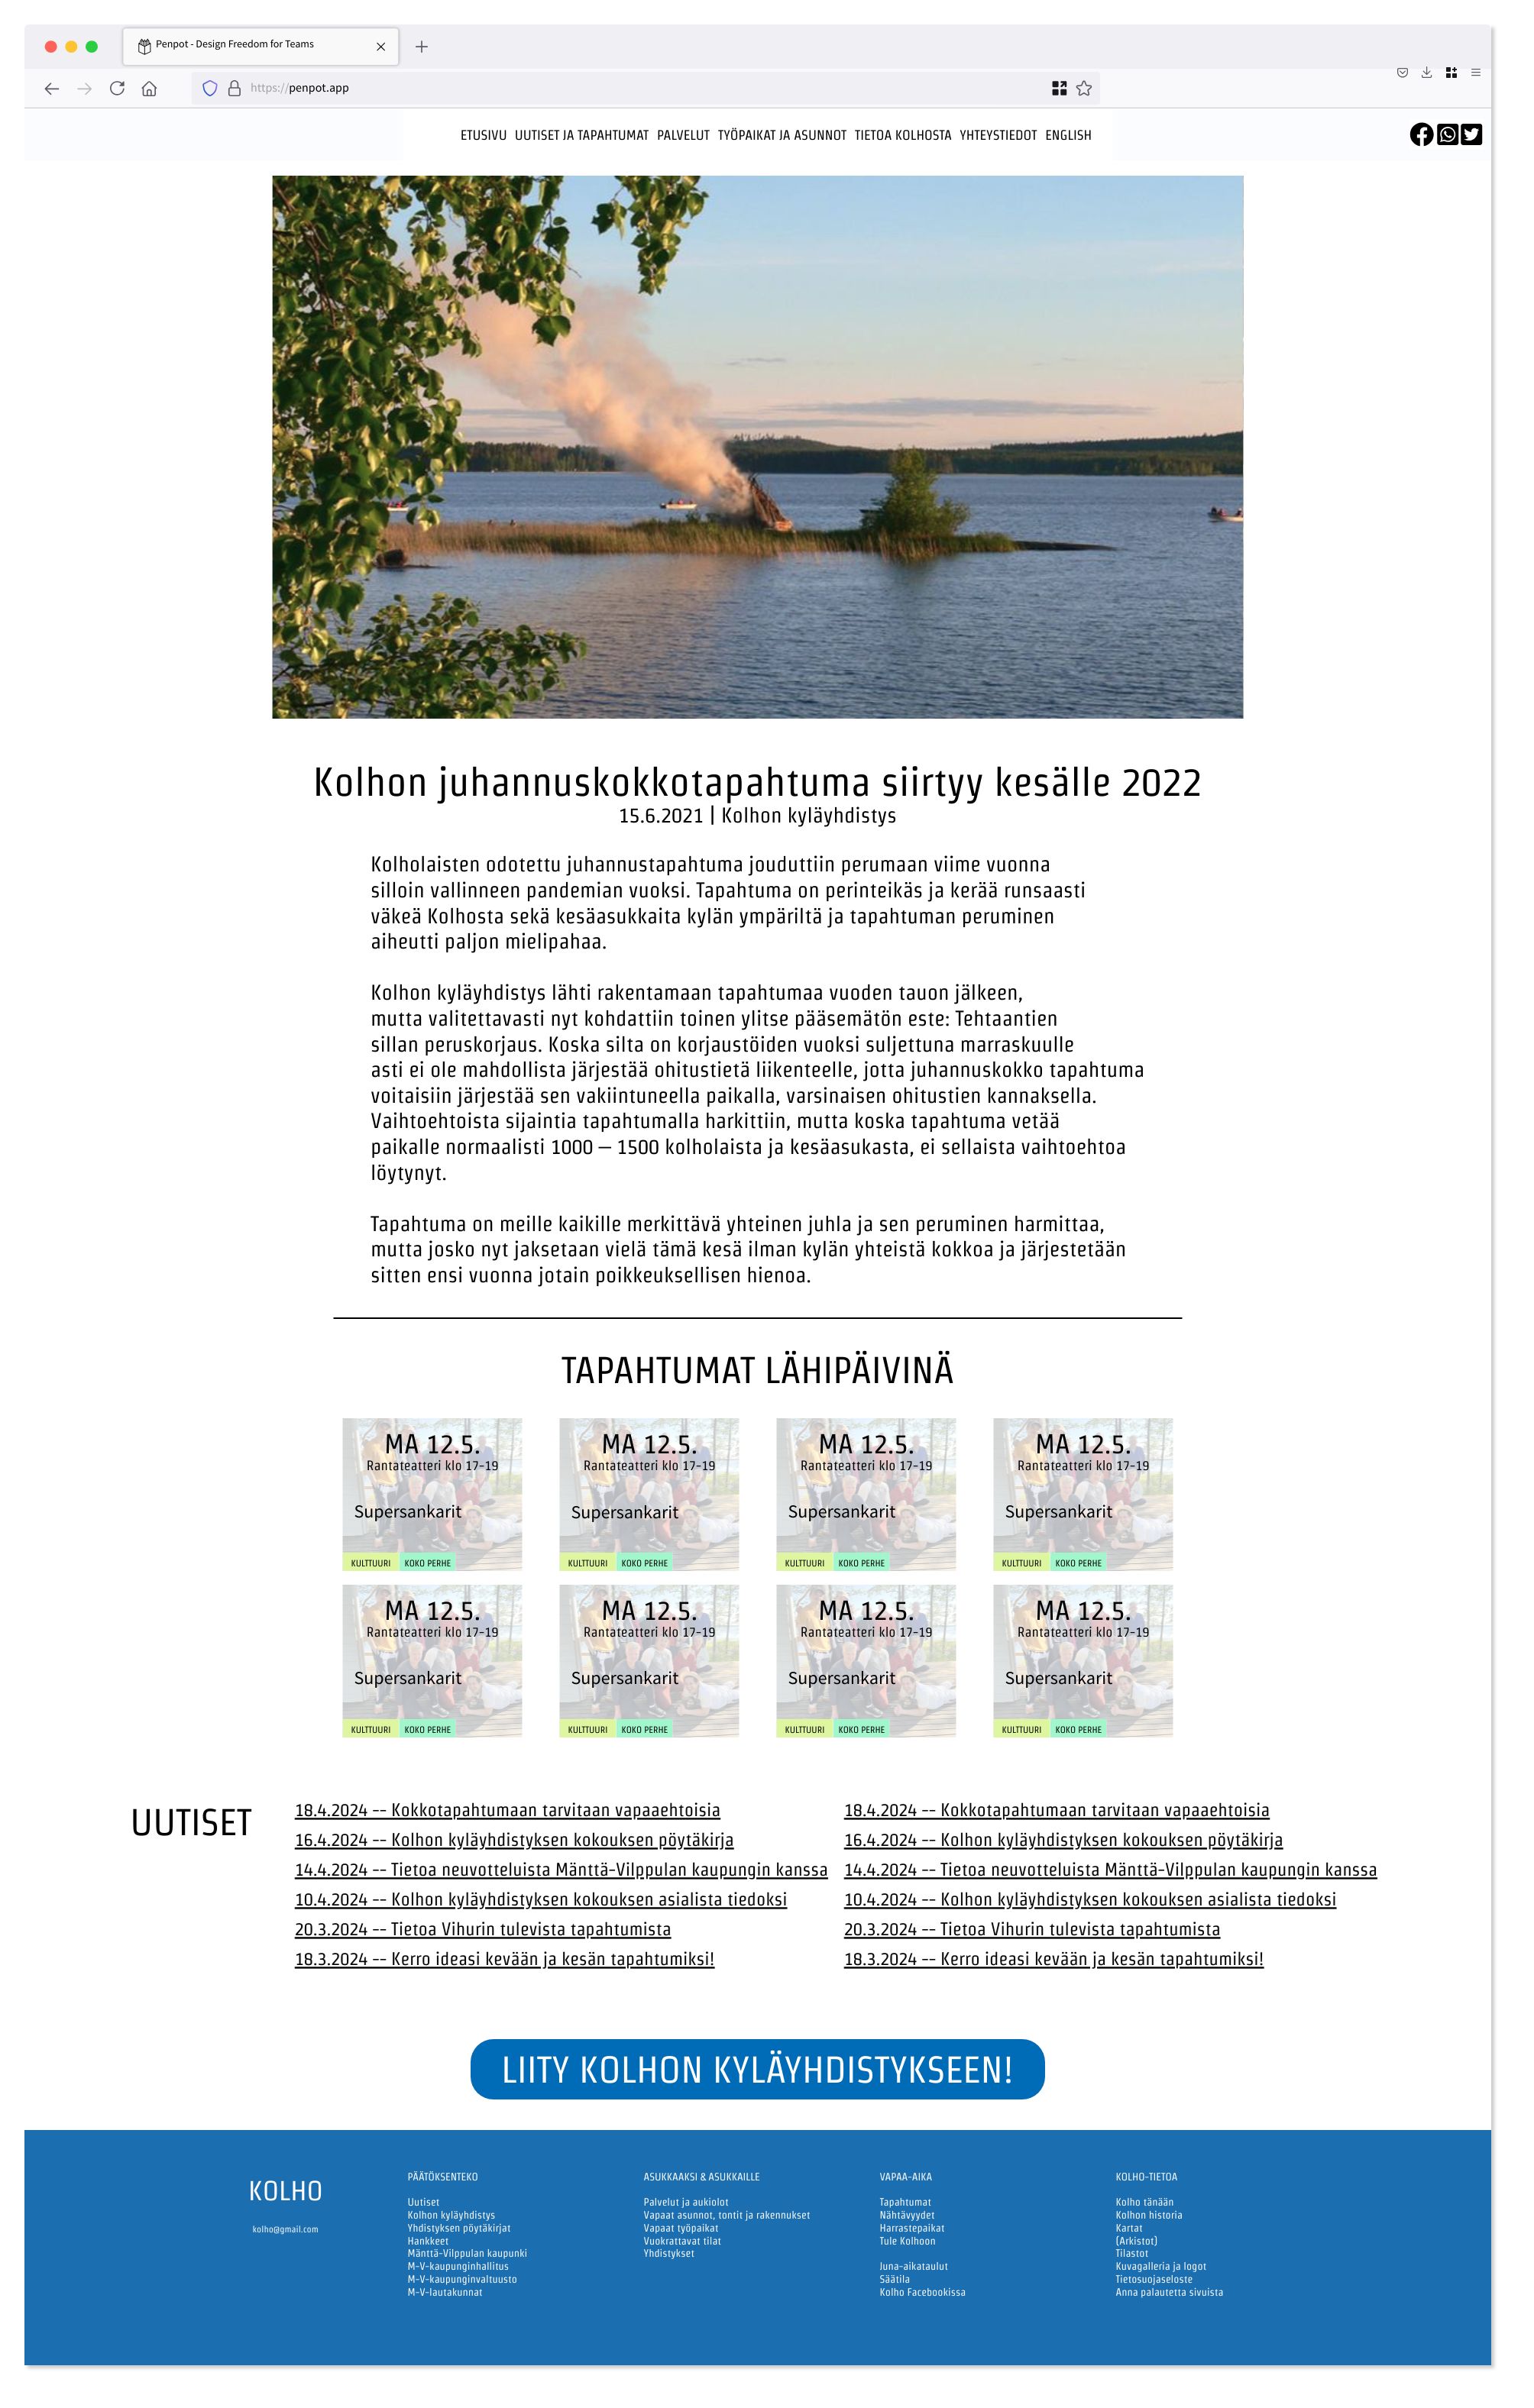 Penpot - Design Freedom for Teams
https://penpot.app
ETUSIVU UUTISET JA TAPAHTUMAT PALVELUT TYÖPAIKAT JA ASUNNOT TIETOA KOLHOSTA YHTEYSTIEDOT ENGLISH
Kolhon juhannuskokkotapahtuma siirtyy kesälle 2022
15.6.2021 | Kolhon kyläyhdistys
Kolholaisten odotettu juhannustapahtuma jouduttiin perumaan viime vuonna
silloin vallinneen pandemian vuoksi. Tapahtuma on perinteikäs ja kerää runsaasti
väkeä Kolhosta sekä kesäasukkaita kylän ympäriltä ja tapahtuman peruminen
aiheutti paljon mielipahaa.
Kolhon kyläyhdistys lähti rakentamaan tapahtumaa vuoden tauon jälkeen,
mutta valitettavasti nyt kohdattiin toinen ylitse pääsemätön este: Tehtaantien
sillan peruskorjaus. Koska silta on korjaustöiden vuoksi suljettuna marraskuulle
asti ei ole mahdollista järjestää ohitustietä liikenteelle, jotta juhannuskokko tapahtuma
voitaisiin järjestää sen vakiintuneella paikalla, varsinaisen ohitustien kannaksella.
Vaihtoehtoista sijaintia tapahtumalla harkittiin, mutta koska tapahtuma vetää
paikalle normaalisti 1000 – 1500 kolholaista ja kesäasukasta, ei sellaista vaihtoehtoa
löytynyt.
Tapahtuma on meille kaikille merkittävä yhteinen juhla ja sen peruminen harmittaa,
mutta josko nyt jaksetaan vielä tämä kesä ilman kylän yhteistä kokkoa ja järjestetään
sitten ensi vuonna jotain poikkeuksellisen hienoa.
TAPAHTUMAT LÄHIPÄIVINÄ
MA 12.5. MA 12.5. MA 12.5. MA 12.5.
Rantateatteri klo 17-19 Rantateatteri klo 17-19 Rantateatteri klo 17-19 Rantateatteri klo 17-19
Supersankarit Supersankarit Supersankarit Supersankarit
KULTTUURI KOKO PERHE KULTTUURI KOKO PERHE KULTTUURI KOKO PERHE KULTTUURI KOKO PERHE
MA 12.5. MA 12.5. MA 12.5. MA 12.5.
Rantateatteri klo 17-19 Rantateatteri klo 17-19 Rantateatteri klo 17-19 Rantateatteri klo 17-19
Supersankarit Supersankarit Supersankarit Supersankarit
KULTTUURI KOKO PERHE KULTTUURI KOKO PERHE KULTTUURI KOKO PERHE KULTTUURI KOKO PERHE
UUTISET
18.4.2024 -- Kokkotapahtumaan tarvitaan vapaaehtoisia
16.4.2024 -- Kolhon kyläyhdistyksen kokouksen pöytäkirja
14.4.2024 -- Tietoa neuvotteluista Mänttä-Vilppulan kaupungin kanssa
10.4.2024 -- Kolhon kyläyhdistyksen kokouksen asialista tiedoksi
20.3.2024 -- Tietoa Vihurin tulevista tapahtumista
18.3.2024 -- Kerro ideasi kevään ja kesän tapahtumiksi!
18.4.2024 -- Kokkotapahtumaan tarvitaan vapaaehtoisia
16.4.2024 -- Kolhon kyläyhdistyksen kokouksen pöytäkirja
14.4.2024 -- Tietoa neuvotteluista Mänttä-Vilppulan kaupungin kanssa
10.4.2024 -- Kolhon kyläyhdistyksen kokouksen asialista tiedoksi
20.3.2024 -- Tietoa Vihurin tulevista tapahtumista
18.3.2024 -- Kerro ideasi kevään ja kesän tapahtumiksi!
LIITY KOLHON KYLÄYHDISTYKSEEN!
KOLHO
kolho@gmail.com
PÄÄTÖKSENTEKO
Uutiset
Kolhon kyläyhdistys
Yhdistyksen pöytäkirjat
Hankkeet
Mänttä-Vilppulan kaupunki
M-V-kaupunginhallitus
M-V-kaupunginvaltuusto
M-V-lautakunnat
ASUKKAAKSI & ASUKKAILLE
Palvelut ja aukiolot
Vapaat asunnot, tontit ja rakennukset
Vapaat työpaikat
Vuokrattavat tilat
Yhdistykset
VAPAA-AIKA
Tapahtumat
Nähtävyydet
Harrastepaikat
Tule Kolhoon
Juna-aikataulut
Säätila
Kolho Facebookissa
KOLHO-TIETOA
Kolho tänään
Kolhon historia
Kartat
(Arkistot)
Tilastot
Kuvagalleria ja logot
Tietosuojaseloste
Anna palautetta sivuista